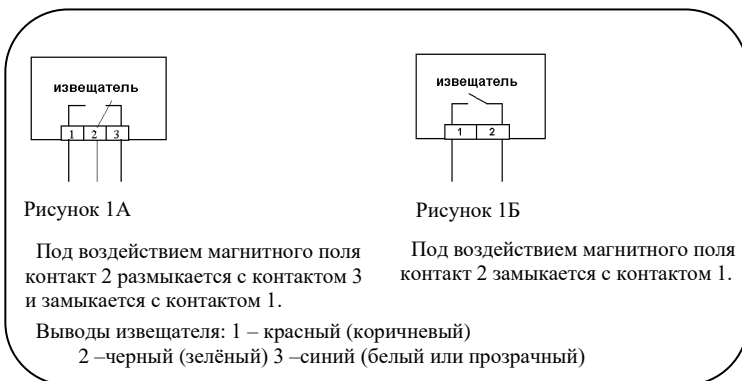 извещатель
1 2 3
Рисунок 1А
Под воздействием магнитного поля
контакт 2 размыкается с контактом 3
и замыкается с контактом 1.
извещатель
1 2
Рисунок 1Б
Под воздействием магнитного поля
контакт 2 замыкается с контактом 1.
Выводы извещателя: 1 – красный (коричневый)
2 –черный (зелёный) 3 –синий (белый или прозрачный)